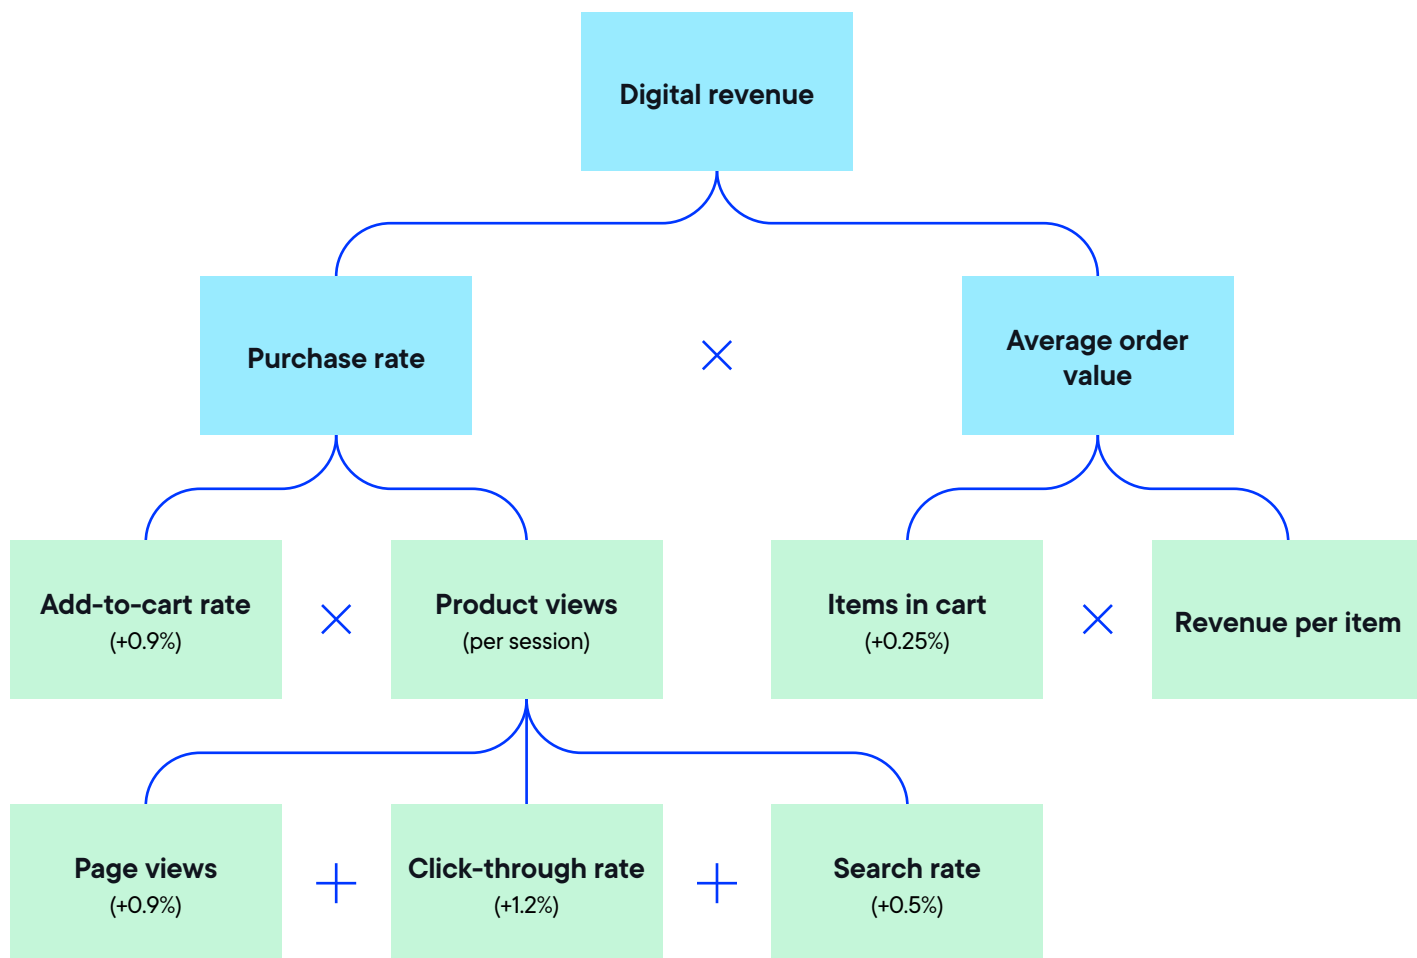 Digital revenue
Purchase rate
Average order
value
Add-to-cart rate
(+0.9%)
Product views
(per session)
Items in cart
(+0.25%)
Revenue per item
Page views
(+0.9%)
Click-through rate
(+1.2%)
Search rate
(+0.5%)